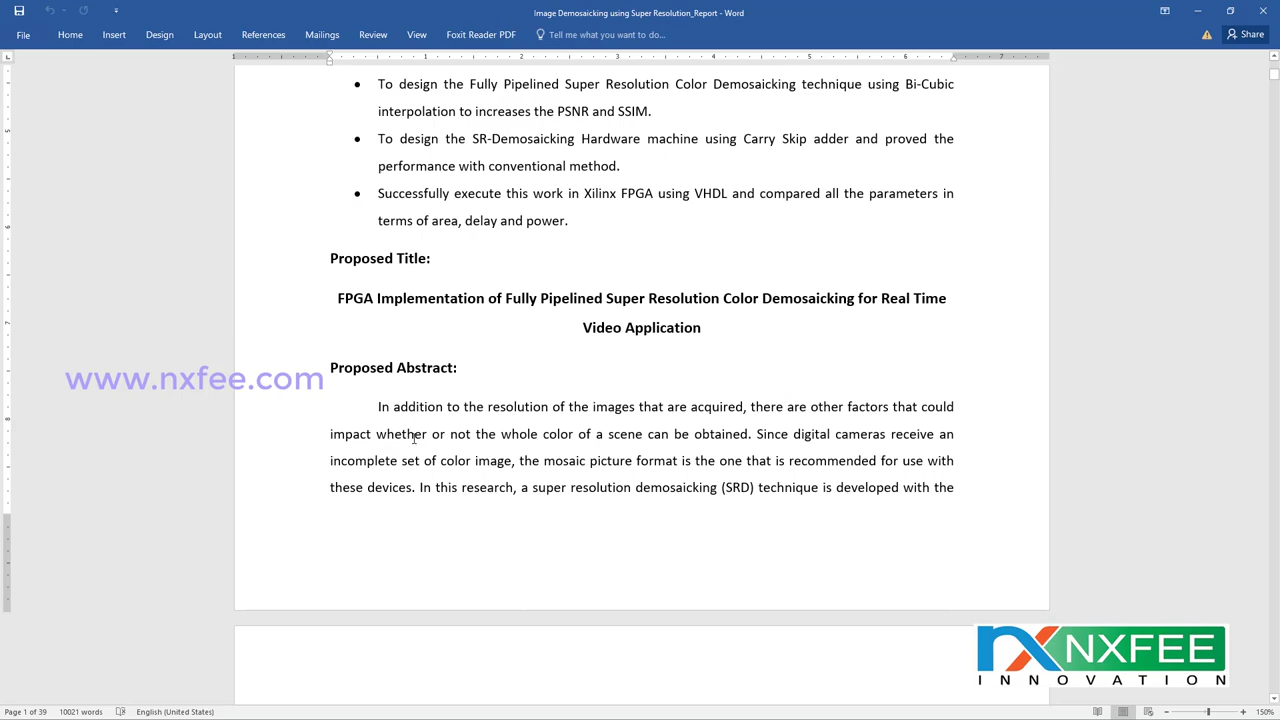 Image Demosaicking using Super Resolution_Report - Word
File Home Insert Design Layout References Mailings Review View Foxit Reader PDF Tell me what you want to do... Share
1 1 2 3 4 5 6 7
• To design the Fully Pipelined Super Resolution Color Demosaicking technique using Bi-Cubic
interpolation to increases the PSNR and SSIM.
• To design the SR-Demosaicking Hardware machine using Carry Skip adder and proved the
performance with conventional method.
• Successfully execute this work in Xilinx FPGA using VHDL and compared all the parameters in
terms of area, delay and power.
Proposed Title:
FPGA Implementation of Fully Pipelined Super Resolution Color Demosaicking for Real Time
Video Application
Proposed Abstract:
www.nxfee.com
In addition to the resolution of the images that are acquired, there are other factors that could
impact whether or not the whole color of a scene can be obtained. Since digital cameras receive an
incomplete set of color image, the mosaic picture format is the one that is recommended for use with
these devices. In this research, a super resolution demosaicking (SRD) technique is developed with the
NXFEE
INNOVATION
Page 1 of 39 10021 words English (United States) 150%